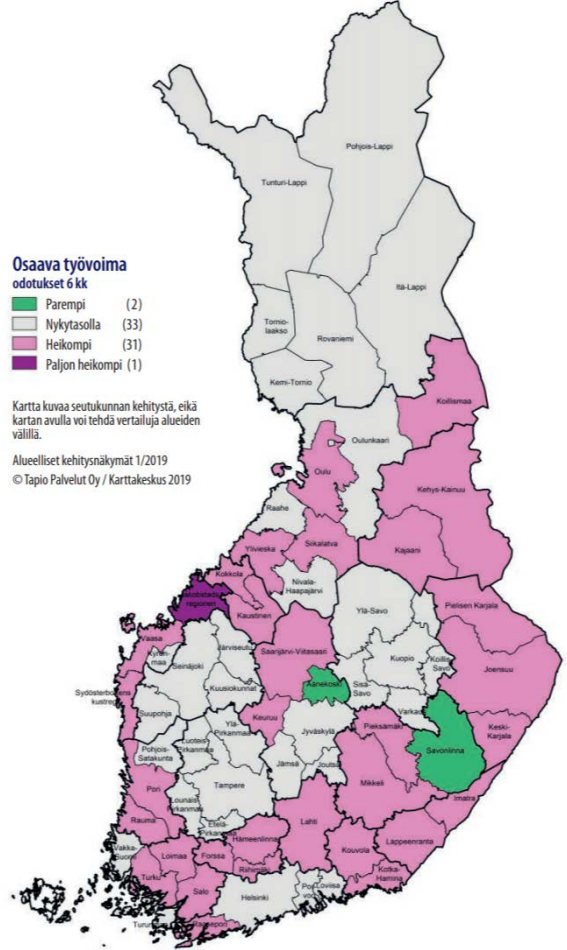 Osaava työvoima
odotukset 6 kk
Parempi (2)
Nykytasolla (33)
Heikompi (31)
Paljon heikompi (1)
Kartta kuvaa seutukunnan kehitystä, eikä
kartan avulla voi tehdä vertailuja alueiden
välillä.
Alueelliset kehitysnäkymät 1/2019
© Tapio Palvelut Oy / Karttakeskus 2019
Pohjois-Lappi
Tunturi-Lappi
Itä-Lappi
Tornio-
laakso
Rovaniemi
Kemi-Tornio
Koillismaa
Oulunkaari
Oulu
Kehys-Kainuu
Raahe
Siikalatva
Ylivieska
Kajaani
Kokkola
Nivala-
Haapajärvi
Kaustinen
Ylä-Savo
Pielisen Karjala
Vaasa
Seinäjoki
Järviseutu
Saarijärvi-Viitasaari
Kuopio
Joensuu
Kuusiokunnat
Äänekoski
Sisä-
Savo
Sydösterbottens
kustregion
Suupohja
Keuruu
Varkaus
Ylä-
Pirkanmaa
Jyväskylä
Pieksämäki
Keski-
Karjala
Luoteis-
Pirkanmaa
Pohjois-
Satakunta
Savonlinna
Jämsä
Joutsa
Pori
Tampere
Mikkeli
Imatra
Lounais-
Pirkanmaa
Rauma
Etelä-
Pirkanmaa
Lahti
Hämeenlinna
Lappeenranta
Vakka-
Suomi
Loimaa
Forssa
Kouvola
Riihimäki
Turku
Kotka-
Hamina
Salo
Helsinki
Loviisa